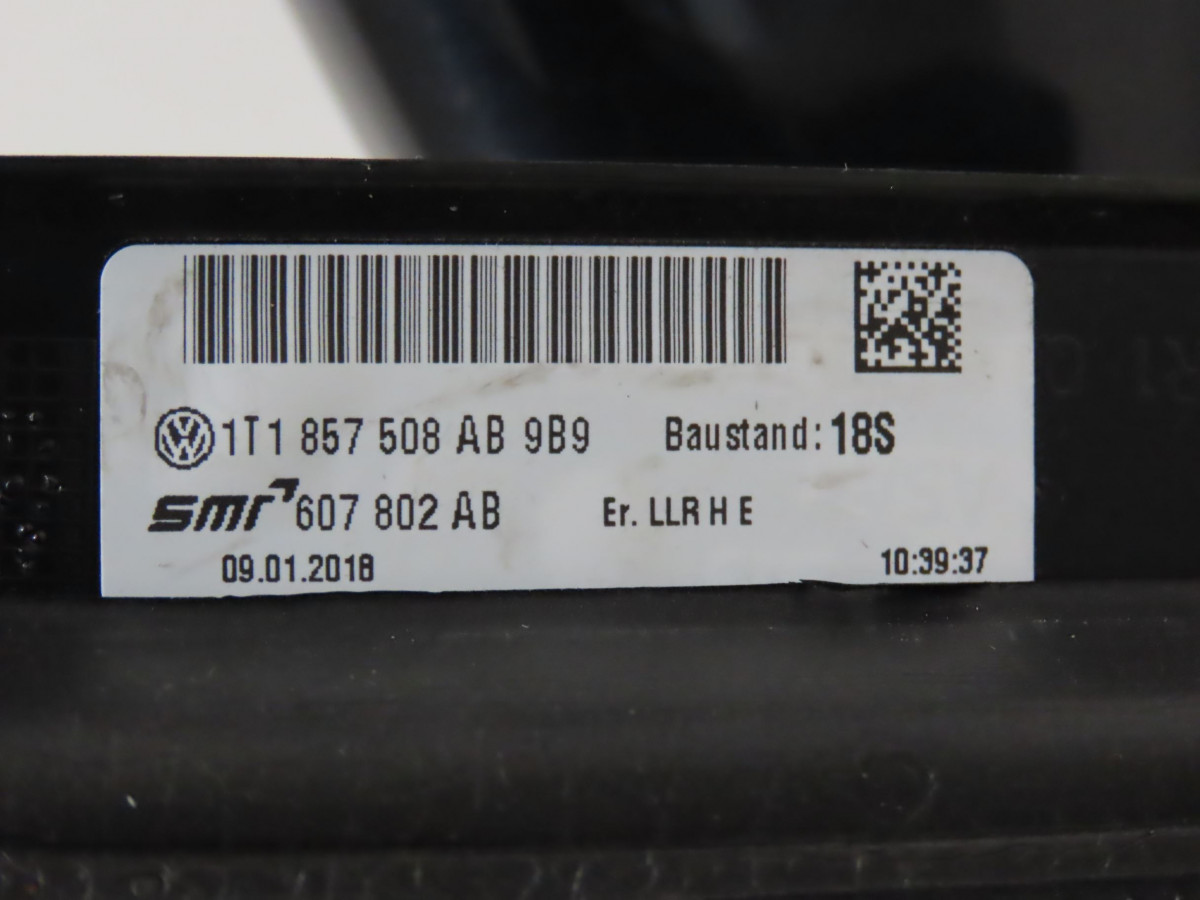 1T1 857 508 AB 9B9 Baustand: 18S
smr 607 802 AB Er. LLR H E
09.01.2018 10:39:37